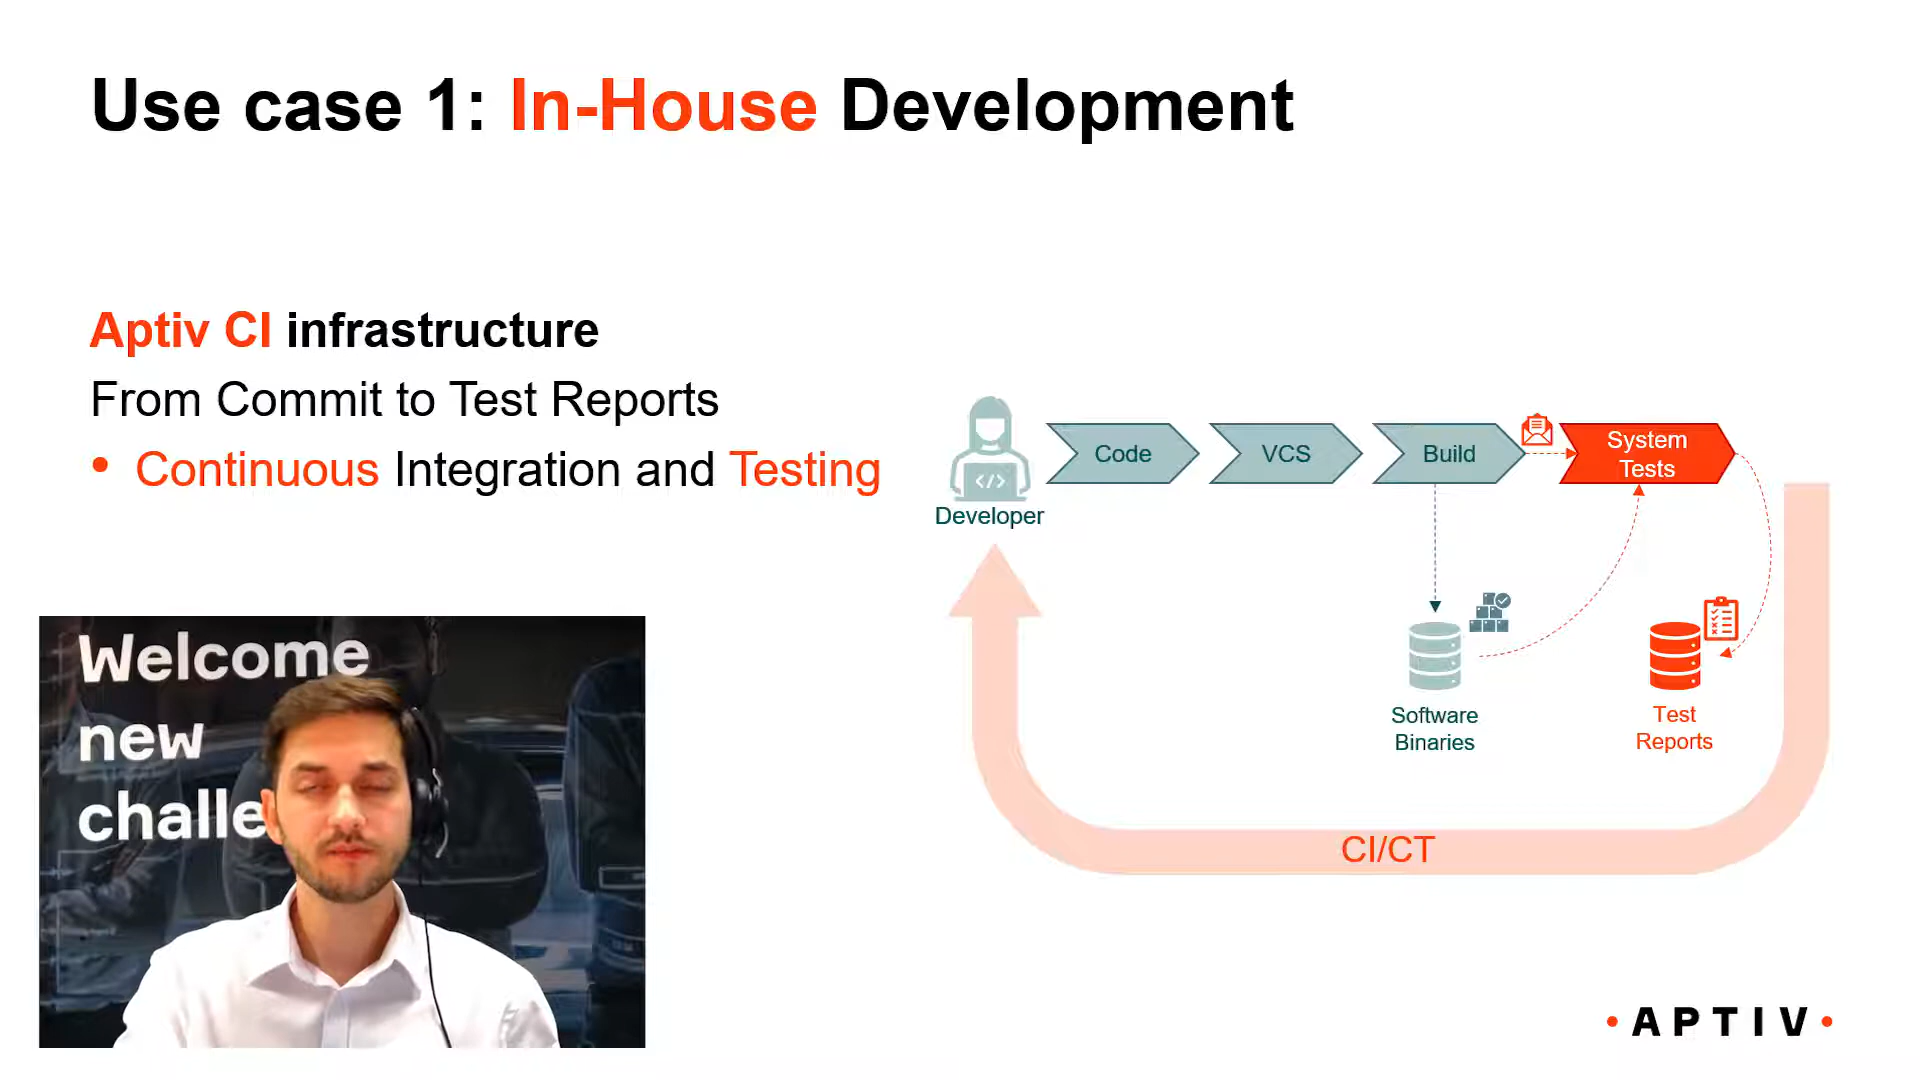 Use case 1: In-House Development
Aptiv CI infrastructure
From Commit to Test Reports
• Continuous Integration and Testing
Code
VCS
Build
System
Tests
</>
Developer
Software
Binaries
Test
Reports
CI/CT
Welcome
new
challe
• APTIV •